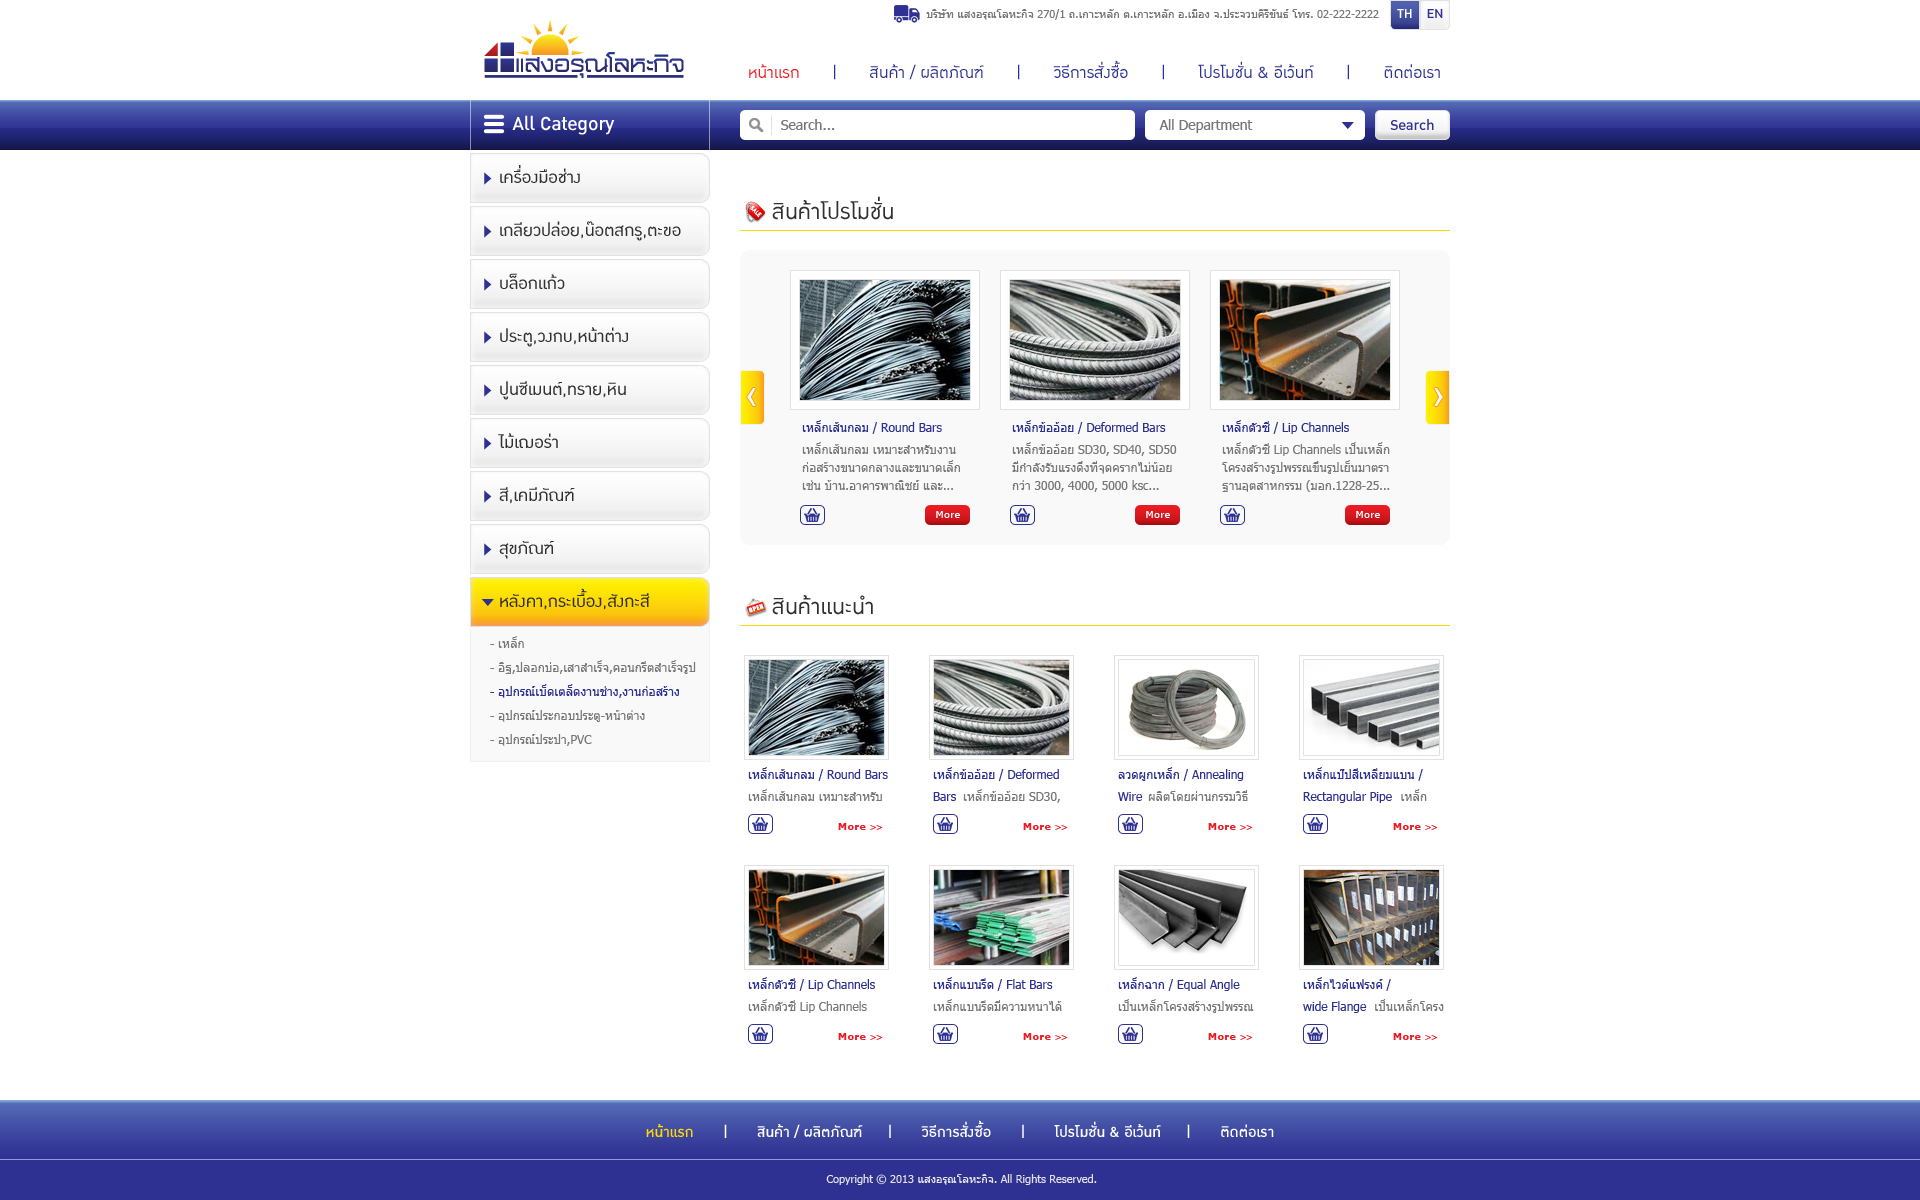 บริษัท แสงอรุณโลหะกิจ 270/1 ถ.เกาะหลัก ต.เกาะหลัก อ.เมือง จ.ประจวบคีรีขันธ์ โทร. 02-222-2222
TH EN
แสงอรุณโลหะกิจ
หน้าแรก | สินค้า / ผลิตภัณฑ์ | วิธีการสั่งซื้อ | โปรโมชั่น & อีเว้นท์ | ติดต่อเรา
All Category
Search...
All Department
Search
เครื่องมือช่าง
เกลียวปล่อย,น๊อตสกรู,ตะขอ
บล็อกแก้ว
ประตู,วงกบ,หน้าต่าง
ปูนซีเมนต์,ทราย,หิน
ไม้เฌอร่า
สี,เคมีภัณฑ์
สุขภัณฑ์
หลังคา,กระเบื้อง,สังกะสี
- เหล็ก
- อิฐ,ปลอกบ่อ,เสาสำเร็จ,คอนกรีตสำเร็จรูป
- อุปกรณ์เบ็ดเตล็ดงานช่าง,งานก่อสร้าง
- อุปกรณ์ประกอบประตู-หน้าต่าง
- อุปกรณ์ประปา,PVC
สินค้าโปรโมชั่น
SALE
เหล็กเส้นกลม / Round Bars
เหล็กเส้นกลม เหมาะสำหรับงาน
ก่อสร้างขนาดกลางและขนาดเล็ก
เช่น บ้าน.อาคารพาณิชย์ และ...
More
เหล็กข้ออ้อย / Deformed Bars
เหล็กข้ออ้อย SD30, SD40, SD50
มีกำลังรับแรงดึงที่จุดครากไม่น้อย
กว่า 3000, 4000, 5000 ksc...
More
เหล็กตัวซี / Lip Channels
เหล็กตัวซี Lip Channels เป็นเหล็ก
โครงสร้างรูปพรรณขึ้นรูปเย็นมาตรา
ฐานอุตสาหกรรม (มอก.1228-25...
More
สินค้าแนะนำ
OPEN
เหล็กเส้นกลม / Round Bars
เหล็กเส้นกลม เหมาะสำหรับ
More >>
เหล็กข้ออ้อย / Deformed
Bars เหล็กข้ออ้อย SD30,
More >>
ลวดผูกเหล็ก / Annealing
Wire ผลิตโดยผ่านกรรมวิธี
More >>
เหล็กแป๊ปสี่เหลี่ยมแบน /
Rectangular Pipe เหล็ก
More >>
เหล็กตัวซี / Lip Channels
เหล็กตัวซี Lip Channels
More >>
เหล็กแบนรีด / Flat Bars
เหล็กแบนรีดมีความหนาได้
More >>
เหล็กฉาก / Equal Angle
เป็นเหล็กโครงสร้างรูปพรรณ
More >>
เหล็กไวด์แฟรงค์ /
wide Flange เป็นเหล็กโครง
More >>
หน้าแรก | สินค้า / ผลิตภัณฑ์ | วิธีการสั่งซื้อ | โปรโมชั่น & อีเว้นท์ | ติดต่อเรา
Copyright © 2013 แสงอรุณโลหะกิจ. All Rights Reserved.